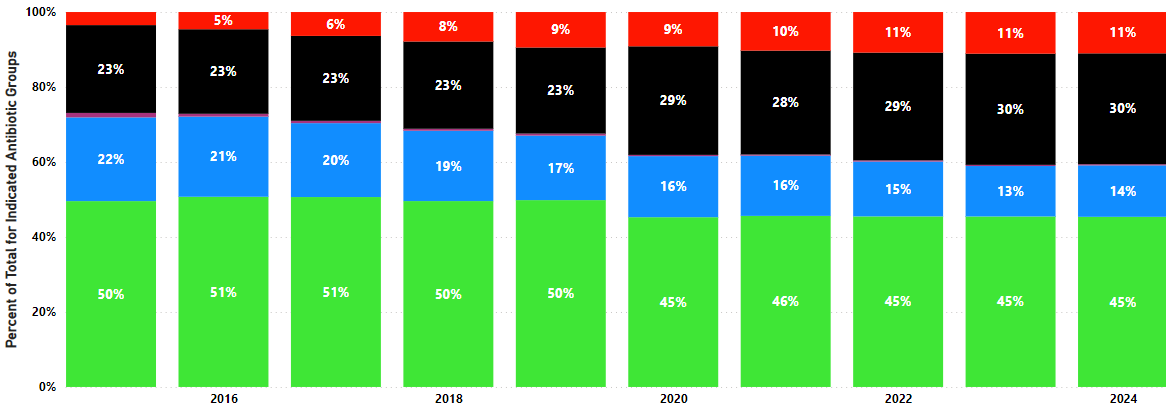 Percent of Total for Indicated Antibiotic Groups
100%
80%
60%
40%
20%
0%
5% 6% 8% 9% 9% 10% 11% 11% 11%
23% 23% 23% 23% 23% 29% 28% 29% 30% 30%
22% 21% 20% 19% 17% 16% 16% 15% 13% 14%
50% 51% 51% 50% 50% 45% 46% 45% 45% 45%
2016 2018 2020 2022 2024